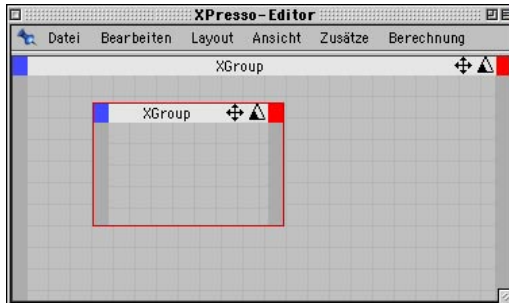 XPresso-Editor
Datei Bearbeiten Layout Ansicht Zusätze Berechnung
XGroup
XGroup